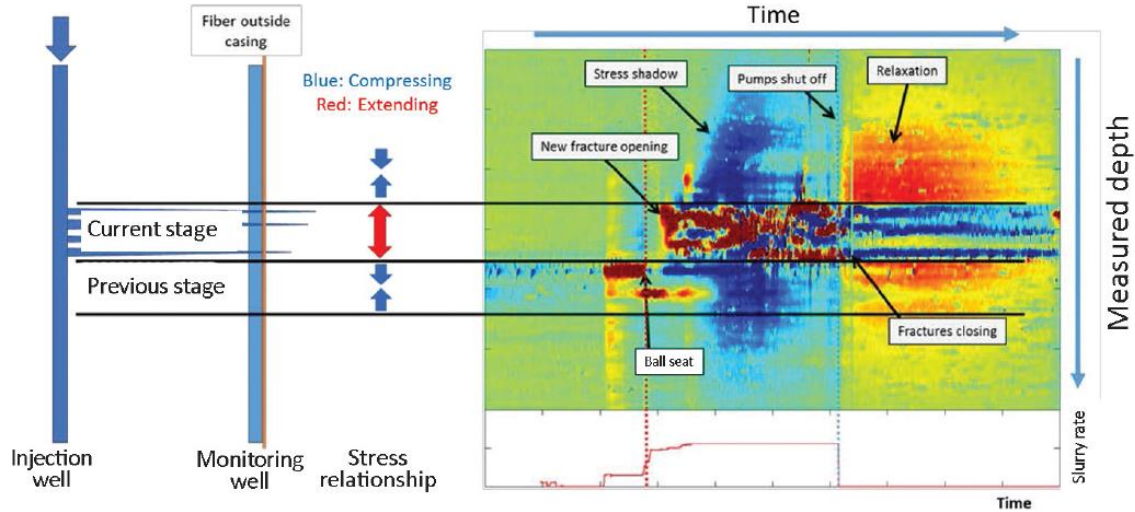 Time
Fiber outside
casing
Blue: Compressing
Red: Extending
Stress shadow
Pumps shut off
Relaxation
New fracture opening
Current stage
Previous stage
Fractures closing
Ball seat
Measured depth
Injection
well
Monitoring
well
Stress
relationship
Slurry rate
Time